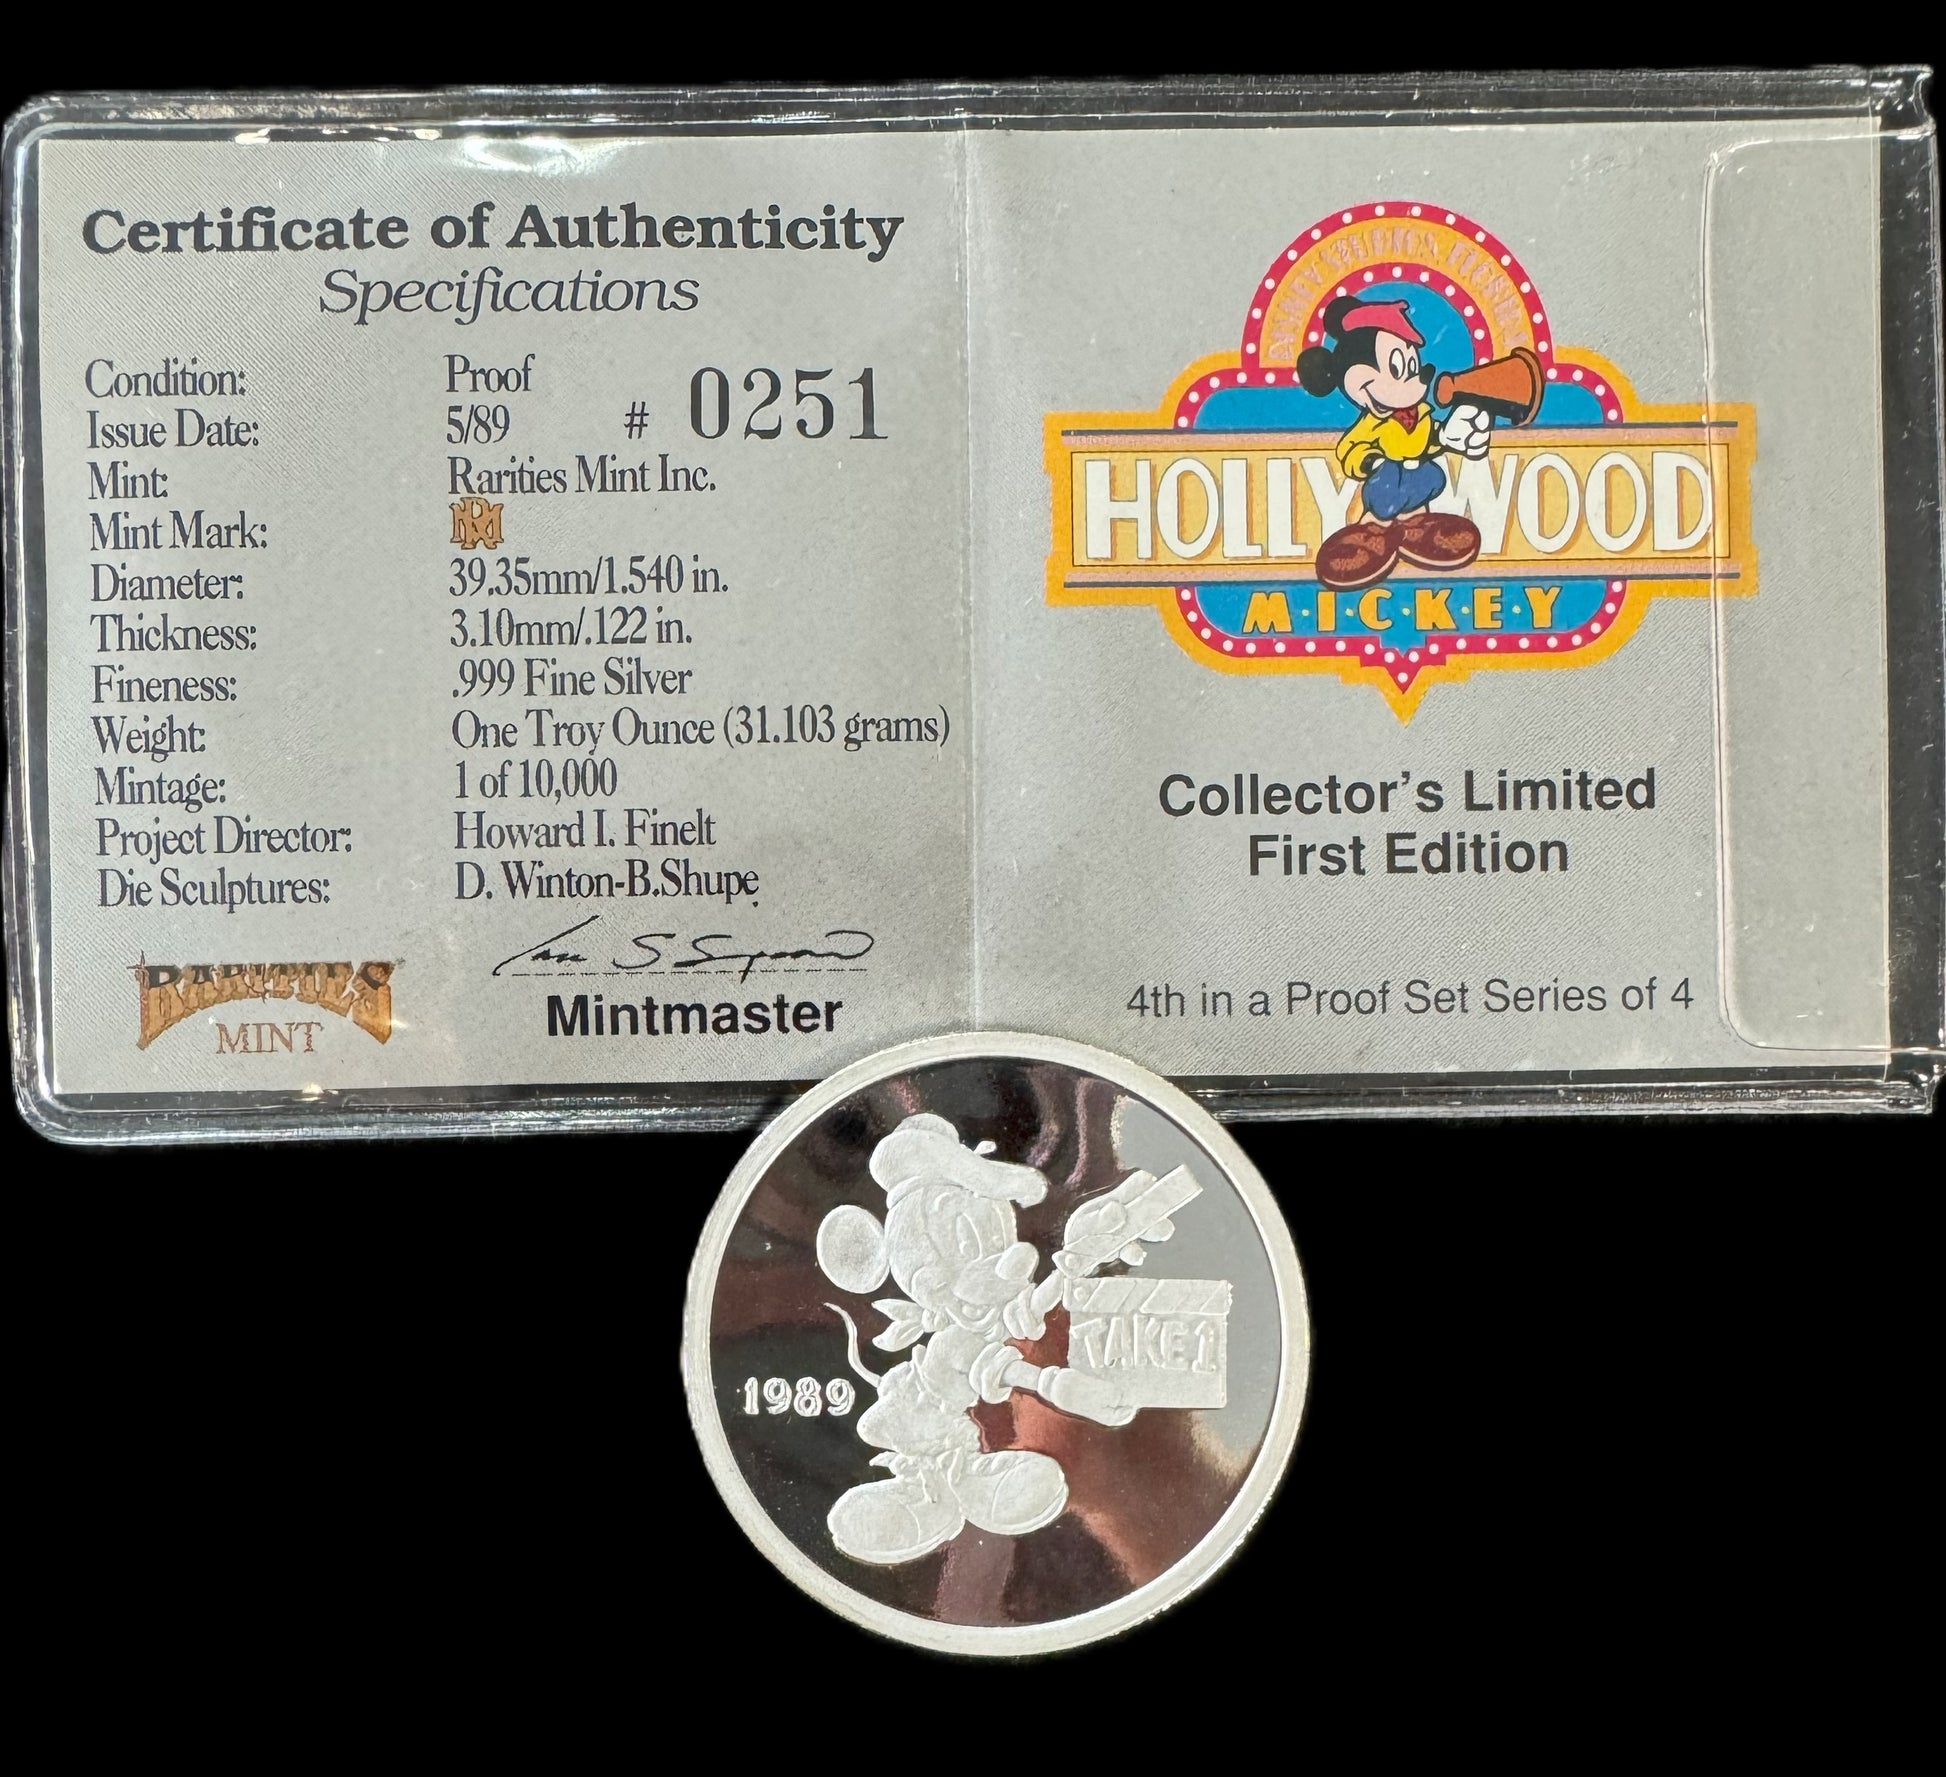 Certificate of Authenticity
Specifications
Condition: Proof
Issue Date: 5/89 # 0251
Mint: Rarities Mint Inc.
Mint Mark: RM
Diameter: 39.35mm/1.540 in.
Thickness: 3.10mm/.122 in.
Fineness: .999 Fine Silver
Weight: One Troy Ounce (31.103 grams)
Mintage: 1 of 10,000
Project Director: Howard I. Finelt
Die Sculptures: D. Winton-B.Shupe
RARITIES
MINT
Mintmaster
HOLLYWOOD
M·I·C·K·E·Y
Collector's Limited
First Edition
4th in a Proof Set Series of 4
TAKE 1
1989